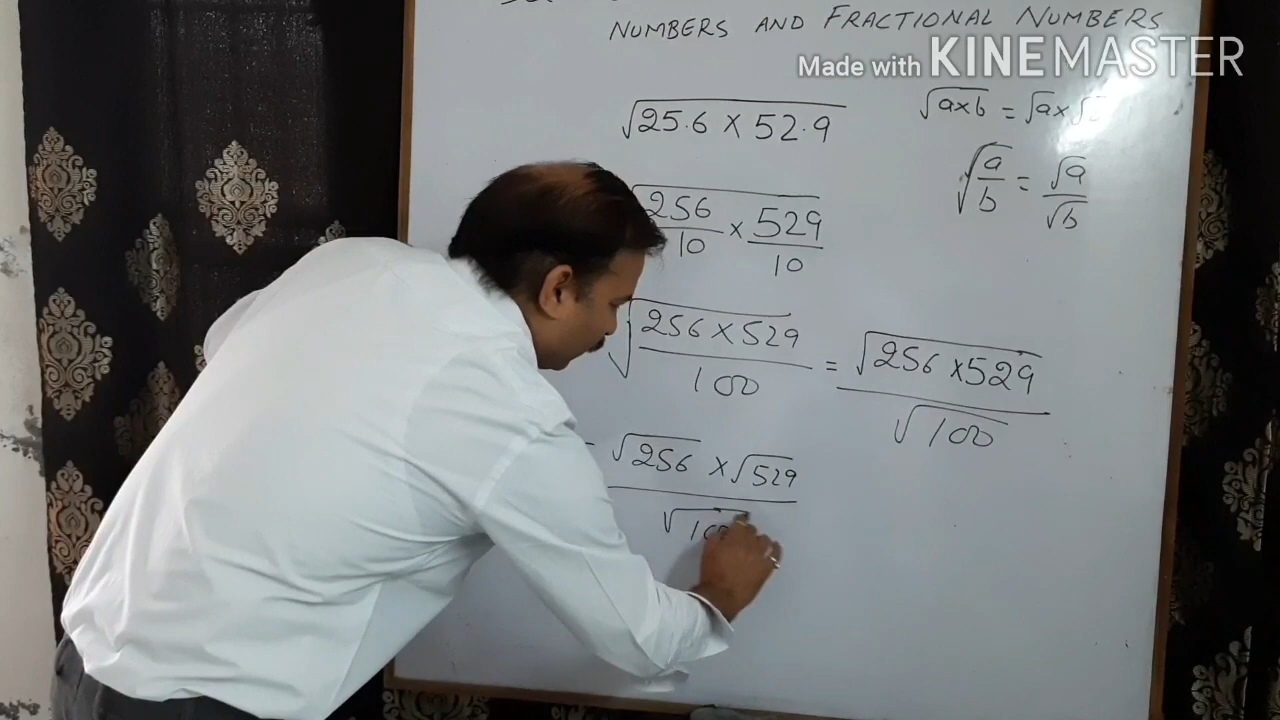 NUMBERS AND FRACTIONAL NUMBERS
Made with KINEMASTER
√25.6 × 52.9
√a×b = √a × √
√a/b = √a/√b
256/10 × 529/10
√256 × 529/100 = √256 × 529/√100
√256 × √529/√100